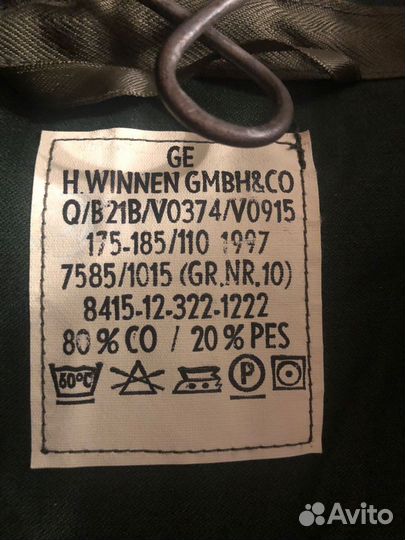 GE
H.WINNEN GMBH&CO
Q/B21B/V0374/V0915
175-185/110 1997
7585/1015 (GR.NR.10)
8415-12-322-1222
80%CO / 20%PES
60°C P
Avito